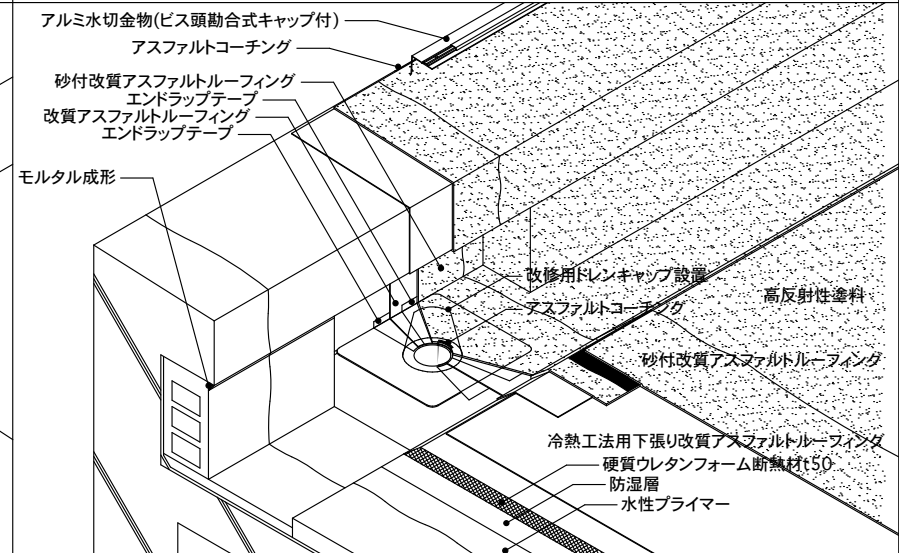 アルミ水切金物(ビス頭勘合式キャップ付)
アスファルトコーチング
砂付改質アスファルトルーフィング
エンドラップテープ
改質アスファルトルーフィング
エンドラップテープ
モルタル成形
改修用ドレンキャップ設置
高反射性塗料
アスファルトコーチング
砂付改質アスファルトルーフィング
冷熱工法用下張り改質アスファルトルーフィング
硬質ウレタンフォーム断熱材t50
防湿層
水性プライマー